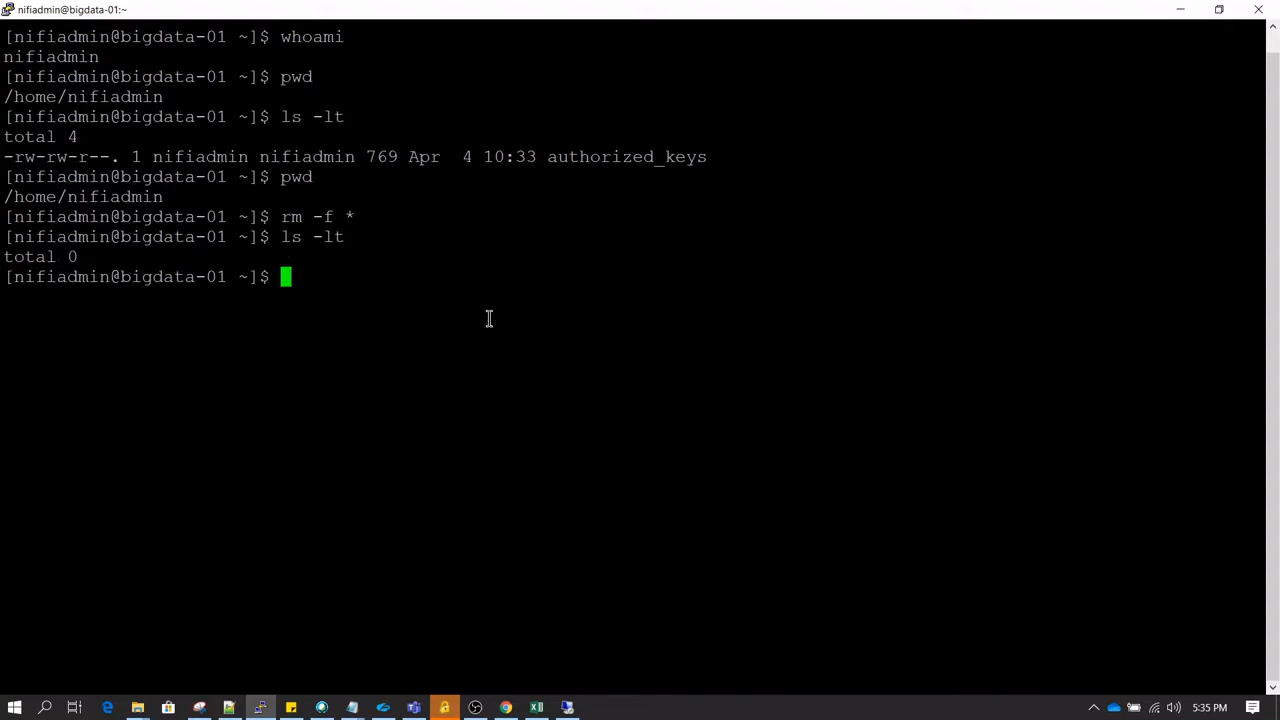 nifiadmin@bigdata-01:~
[nifiadmin@bigdata-01 ~]$ whoami
nifiadmin
[nifiadmin@bigdata-01 ~]$ pwd
/home/nifiadmin
[nifiadmin@bigdata-01 ~]$ ls -lt
total 4
-rw-rw-r--. 1 nifiadmin nifiadmin 769 Apr  4 10:33 authorized_keys
[nifiadmin@bigdata-01 ~]$ pwd
/home/nifiadmin
[nifiadmin@bigdata-01 ~]$ rm -f *
[nifiadmin@bigdata-01 ~]$ ls -lt
total 0
[nifiadmin@bigdata-01 ~]$
5:35 PM